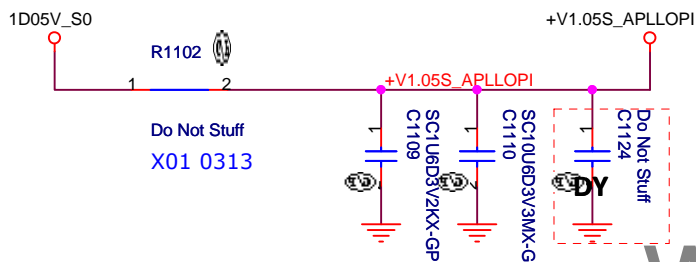 1D05V_S0
+V1.05S_APLLOPI
R1102
1
2
+V1.05S_APLLOPI
Do Not Stuff
X01 0313
1
C1109
SC1U6D3V2KX-GP
1
C1110
SC10U6D3V3MX-G
1
C1124
Do Not Stuff
DY